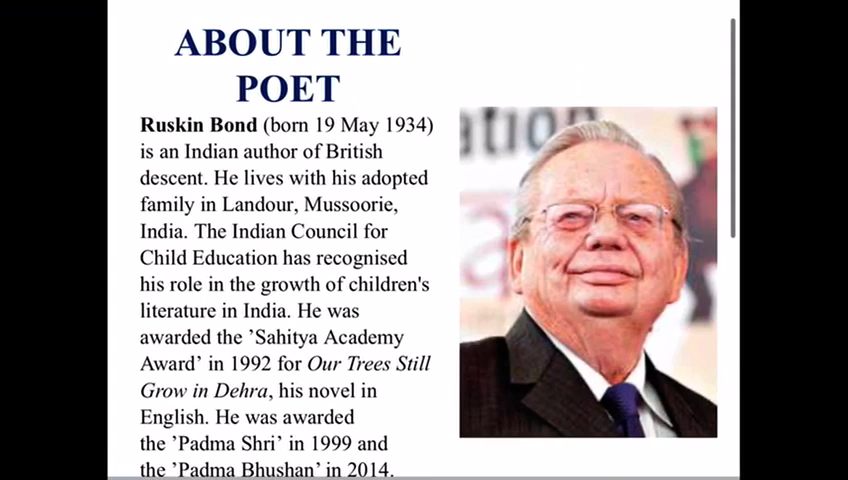 ABOUT THE
POET
Ruskin Bond (born 19 May 1934)
is an Indian author of British
descent. He lives with his adopted
family in Landour, Mussoorie,
India. The Indian Council for
Child Education has recognised
his role in the growth of children's
literature in India. He was
awarded the ’Sahitya Academy
Award’ in 1992 for Our Trees Still
Grow in Dehra, his novel in
English. He was awarded
the ’Padma Shri’ in 1999 and
the ’Padma Bhushan’ in 2014.